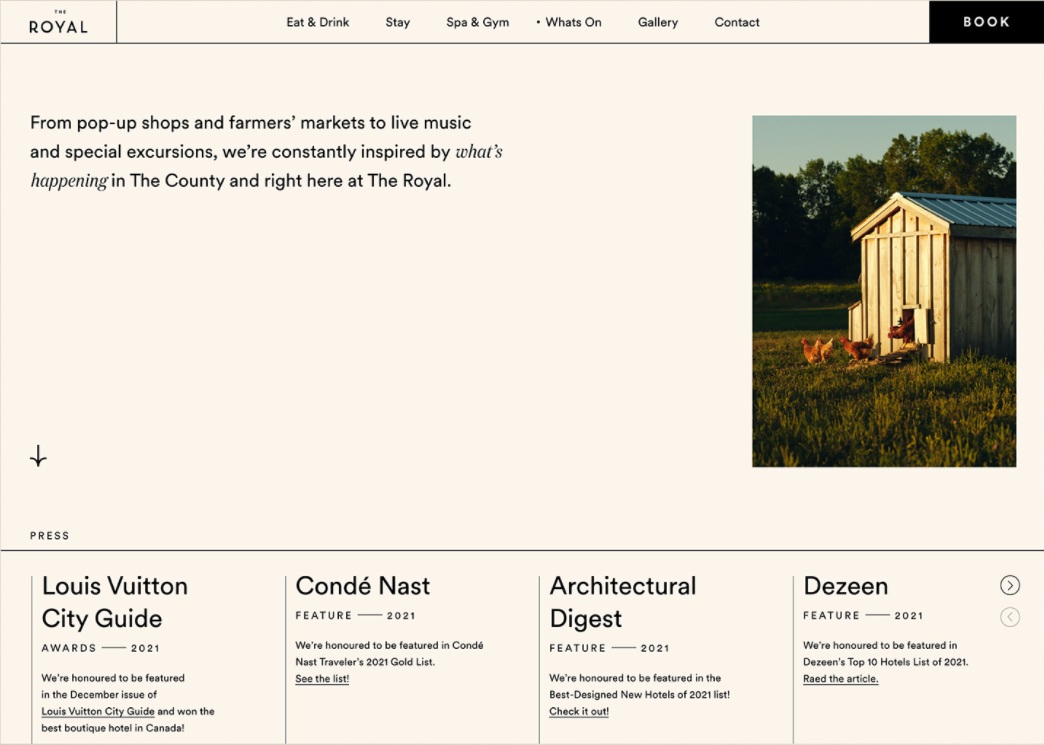 THE
ROYAL
Eat & Drink
Stay
Spa & Gym
• Whats On
Gallery
Contact
BOOK
From pop-up shops and farmers’ markets to live music
and special excursions, we’re constantly inspired by what’s
happening in The County and right here at The Royal.
PRESS
Louis Vuitton
City Guide
AWARDS — 2021
We’re honoured to be featured
in the December issue of
Louis Vuitton City Guide and won the
best boutique hotel in Canada!
Condé Nast
FEATURE — 2021
We’re honoured to be featured in Condé
Nast Traveler’s 2021 Gold List.
See the list!
Architectural
Digest
FEATURE — 2021
We’re honoured to be featured in the
Best-Designed New Hotels of 2021 list!
Check it out!
Dezeen
FEATURE — 2021
We’re honoured to be featured in
Dezeen’s Top 10 Hotels List of 2021.
Raed the article.